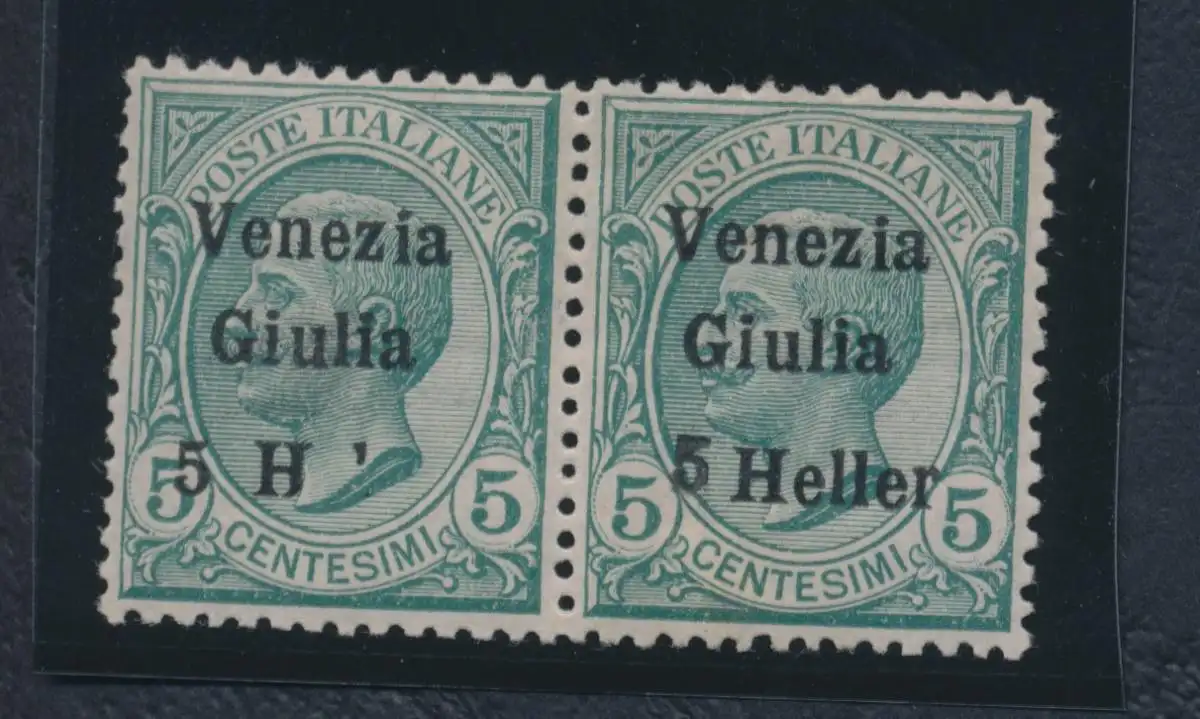 POSTE ITALIANE
Venezia
Giulia
5 H '
5 5
CENTESIMI
POSTE ITALIANE
Venezia
Giulia
5 Heller
5 5
CENTESIMI